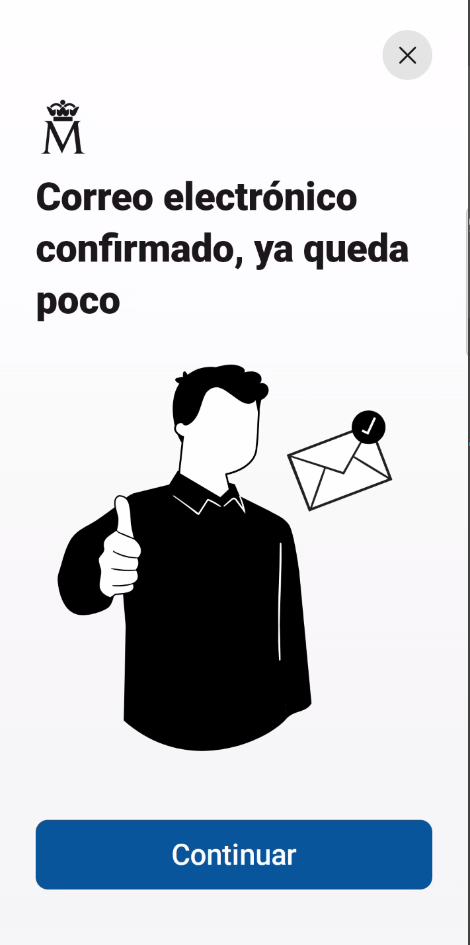 M
Correo electrónico
confirmado, ya queda
poco
Continuar